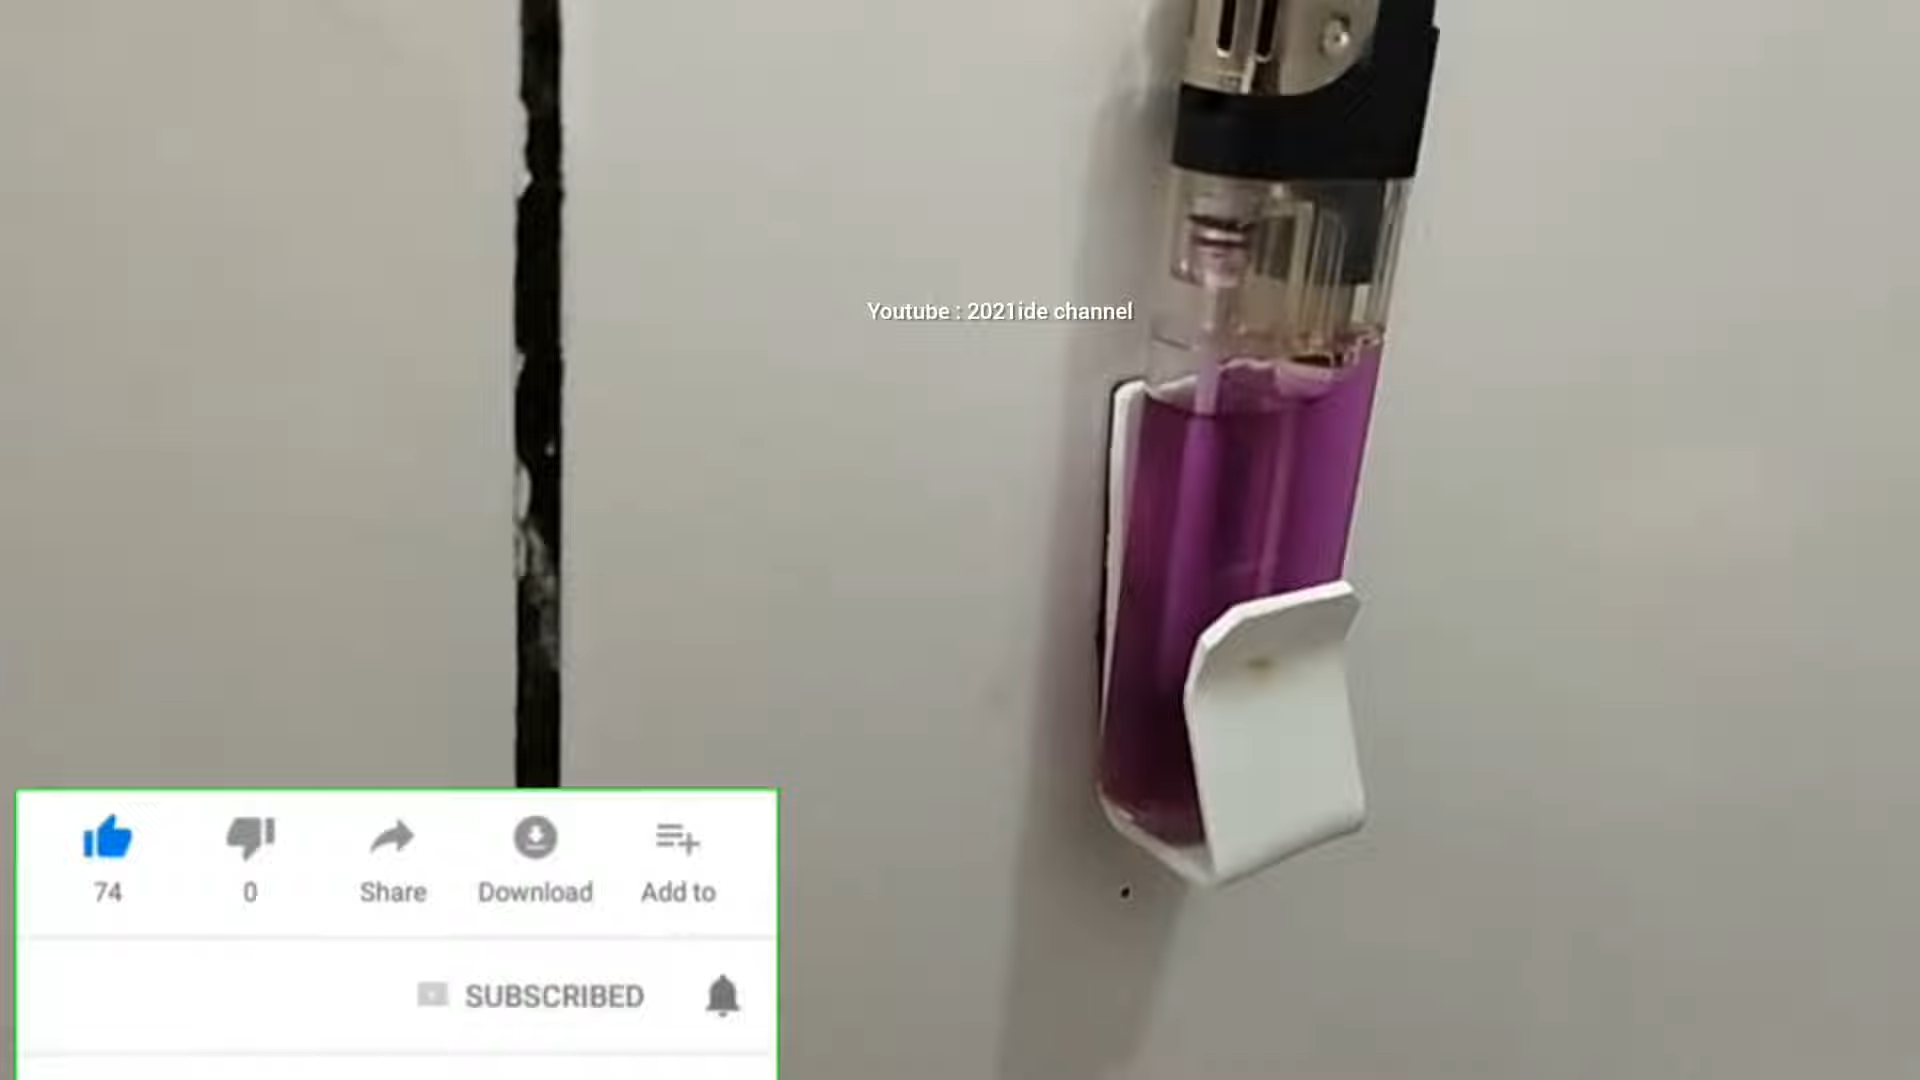 Youtube : 2021ide channel
74
0
Share
Download
Add to
SUBSCRIBED